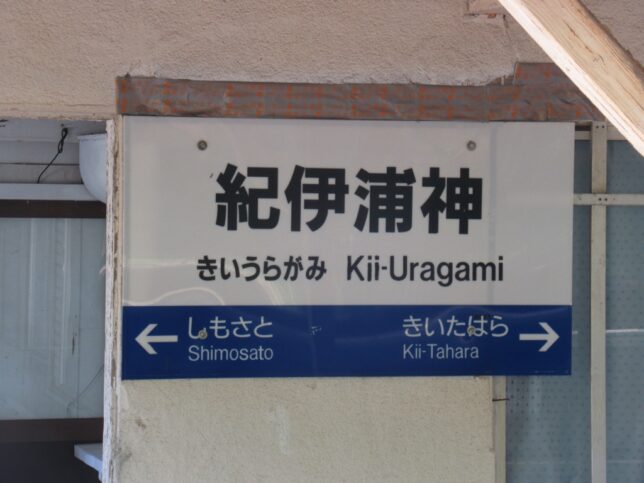 紀伊浦神
きいうらがみ Kii-Uragami
← しもさと きいたはら →
Shimosato Kii-Tahara